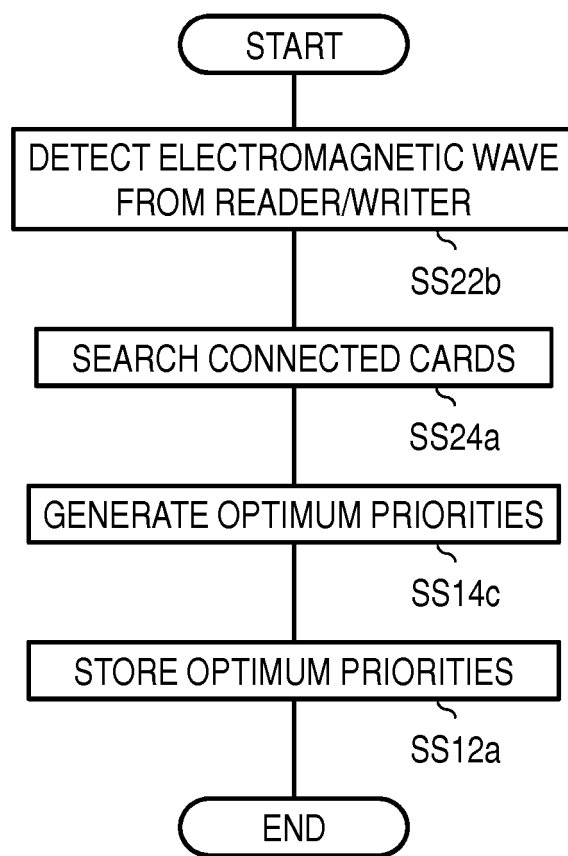 START
DETECT ELECTROMAGNETIC WAVE
FROM READER/WRITER
SS22b
SEARCH CONNECTED CARDS
SS24a
GENERATE OPTIMUM PRIORITIES
SS14c
STORE OPTIMUM PRIORITIES
SS12a
END